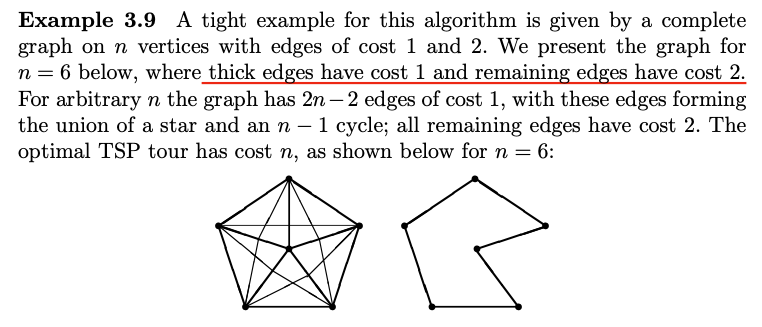 Example 3.9 A tight example for this algorithm is given by a complete
graph on n vertices with edges of cost 1 and 2. We present the graph for
n = 6 below, where thick edges have cost 1 and remaining edges have cost 2.
For arbitrary n the graph has 2n − 2 edges of cost 1, with these edges forming
the union of a star and an n − 1 cycle; all remaining edges have cost 2. The
optimal TSP tour has cost n, as shown below for n = 6: